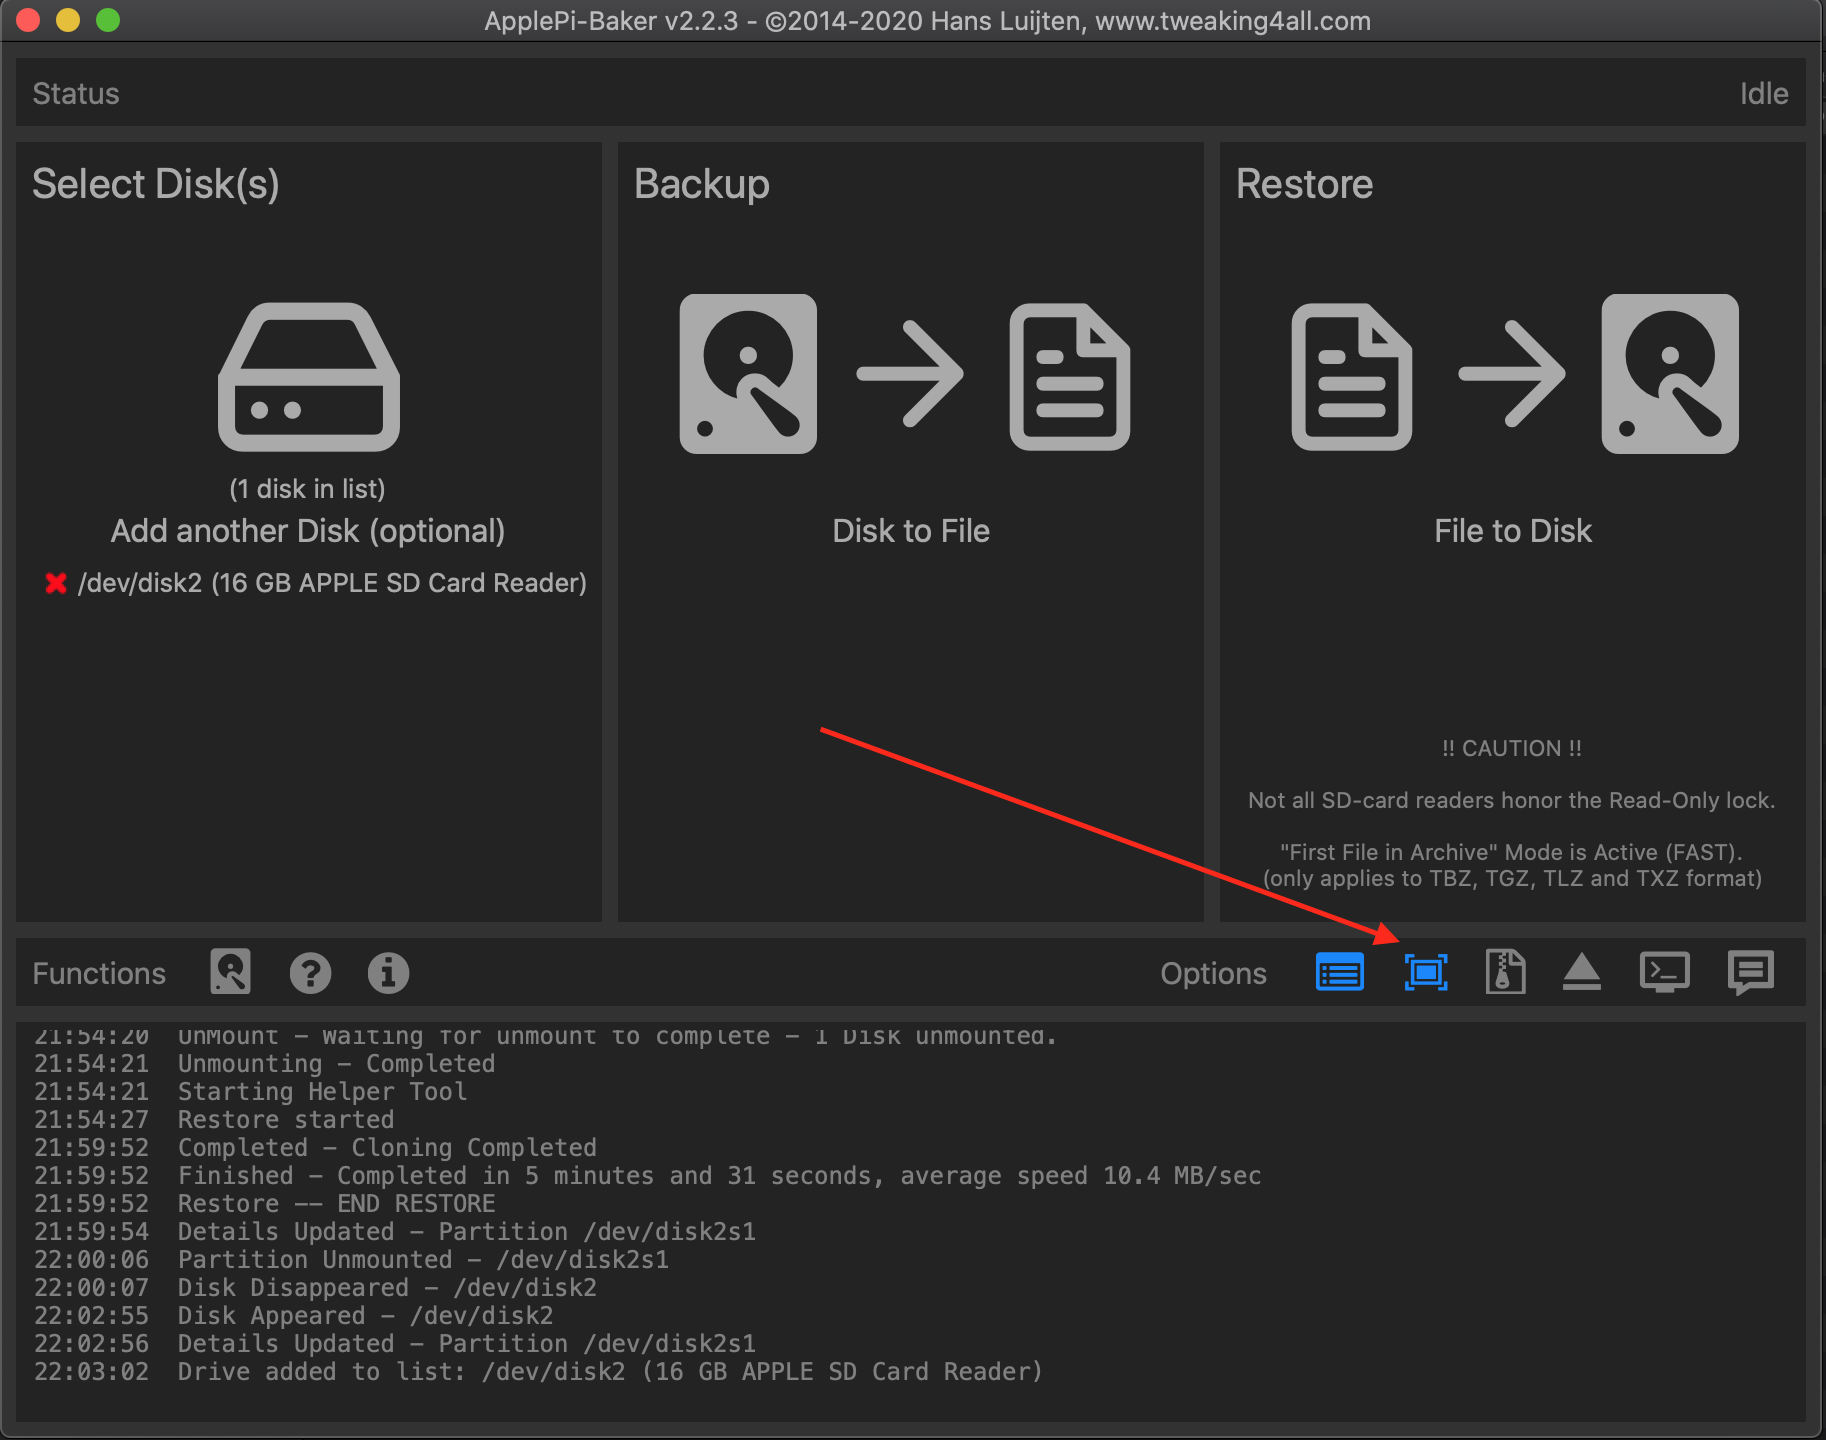 ApplePi-Baker v2.2.3 - ©2014-2020 Hans Luijten, www.tweaking4all.com
Status
Idle
Select Disk(s)
(1 disk in list)
Add another Disk (optional)
/dev/disk2 (16 GB APPLE SD Card Reader)
Backup
Disk to File
Restore
File to Disk
!! CAUTION !!
Not all SD-card readers honor the Read-Only lock.
"First File in Archive" Mode is Active (FAST).
(only applies to TBZ, TGZ, TLZ and TXZ format)
Functions
Options
21:54:20 UnMount - Waiting for unmount to complete - 1 Disk unmounted.
21:54:21 Unmounting - Completed
21:54:21 Starting Helper Tool
21:54:27 Restore started
21:59:52 Completed - Cloning Completed
21:59:52 Finished - Completed in 5 minutes and 31 seconds, average speed 10.4 MB/sec
21:59:52 Restore -- END RESTORE
21:59:54 Details Updated - Partition /dev/disk2s1
22:00:06 Partition Unmounted - /dev/disk2s1
22:00:07 Disk Disappeared - /dev/disk2
22:02:55 Disk Appeared - /dev/disk2
22:02:56 Details Updated - Partition /dev/disk2s1
22:03:02 Drive added to list: /dev/disk2 (16 GB APPLE SD Card Reader)